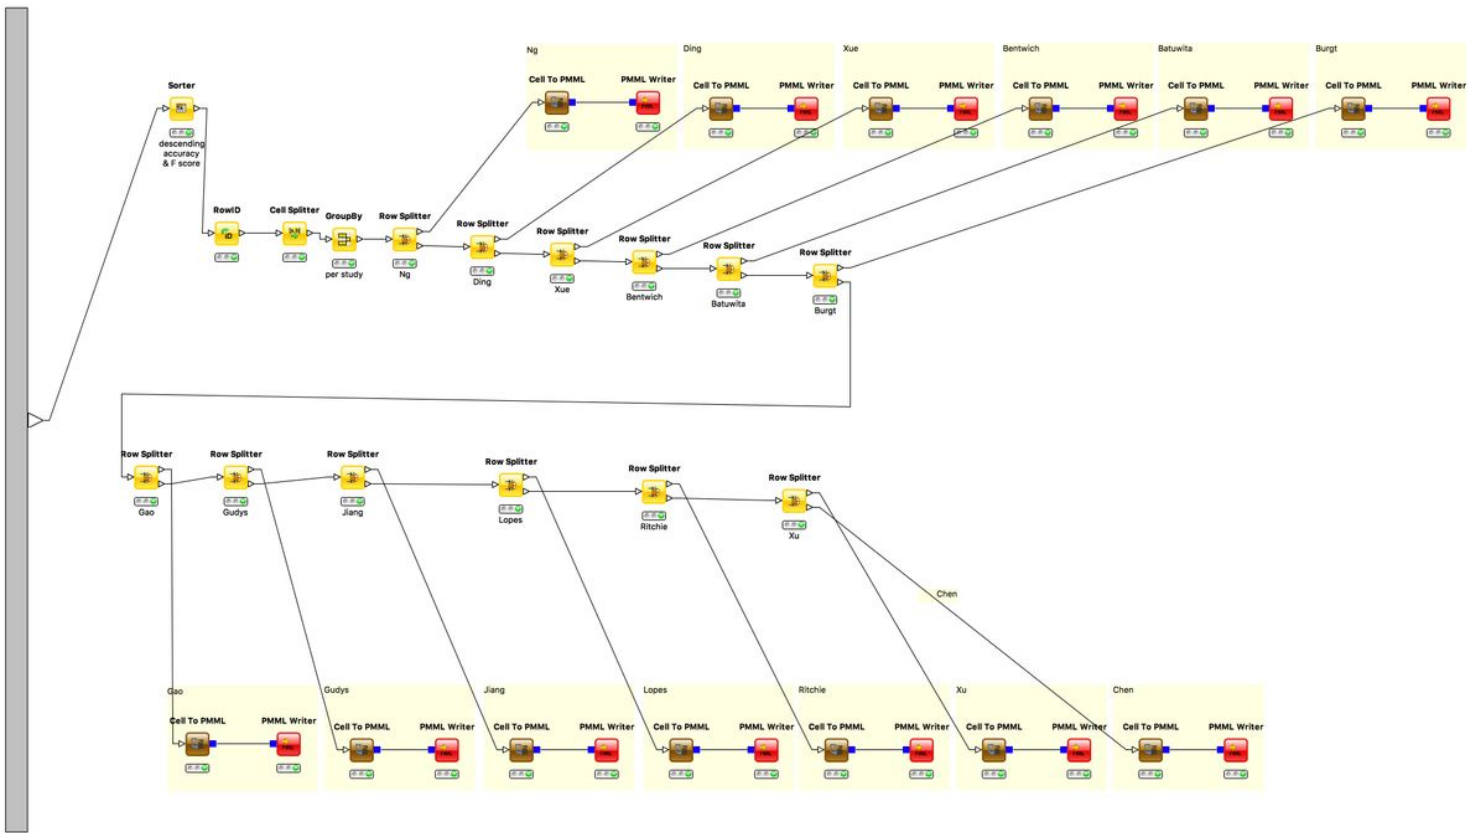 Ng
Ding
Xue
Bentwich
Batuwita
Burgt
Cell To PMML
PMML Writer
Cell To PMML
PMML Writer
Cell To PMML
PMML Writer
Cell To PMML
PMML Writer
Cell To PMML
PMML Writer
Cell To PMML
PMML Writer
Sorter
descending
accuracy
& F score
RowID
Cell Splitter
GroupBy
per study
Row Splitter
Ng
Row Splitter
Ding
Row Splitter
Xue
Row Splitter
Bentwich
Row Splitter
Batuwita
Row Splitter
Burgt
Row Splitter
Gao
Row Splitter
Gudys
Row Splitter
Jiang
Row Splitter
Lopes
Row Splitter
Ritchie
Row Splitter
Xu
Chen
Gao
Gudys
Jiang
Lopes
Ritchie
Xu
Chen
Cell To PMML
PMML Writer
Cell To PMML
PMML Writer
Cell To PMML
PMML Writer
Cell To PMML
PMML Writer
Cell To PMML
PMML Writer
Cell To PMML
PMML Writer
Cell To PMML
PMML Writer